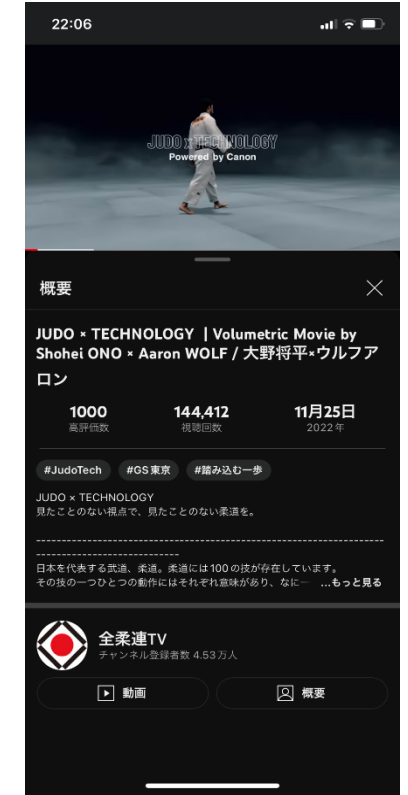 22:06
JUDO x TECHNOLOGY
Powered by Canon
概要
JUDO × TECHNOLOGY ｜Volumetric Movie by
Shohei ONO × Aaron WOLF / 大野将平×ウルフア
ロン
1000 144,412 11月25日
高評価数 視聴回数 2022年
#JudoTech #GS東京 #踏み込む一歩
JUDO × TECHNOLOGY
見たことのない視点で、見たことのない柔道を。
--------------------------------------------------------------------
----------------------------
日本を代表する武道、柔道。柔道には100の技が存在しています。
その技の一つひとつの動作にはそれぞれ意味があり、なに一 ...もっと見る
全柔連TV
チャンネル登録者数 4.53万人
動画 概要